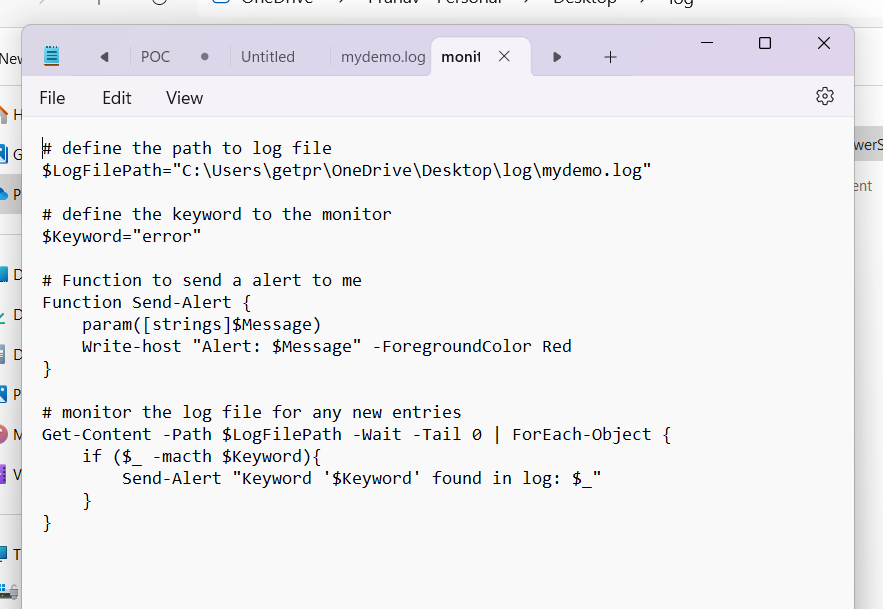 OneDrive
Pranav - Personal
Desktop
log
POC
Untitled
mydemo.log
monit
File Edit View
# define the path to log file
$LogFilePath="C:\Users\getpr\OneDrive\Desktop\log\mydemo.log"
# define the keyword to the monitor
$Keyword="error"
# Function to send a alert to me
Function Send-Alert {
    param([strings]$Message)
    Write-host "Alert: $Message" -ForegroundColor Red
}
# monitor the log file for any new entries
Get-Content -Path $LogFilePath -Wait -Tail 0 | ForEach-Object {
    if ($_ -macth $Keyword){
        Send-Alert "Keyword '$Keyword' found in log: $_"
    }
}